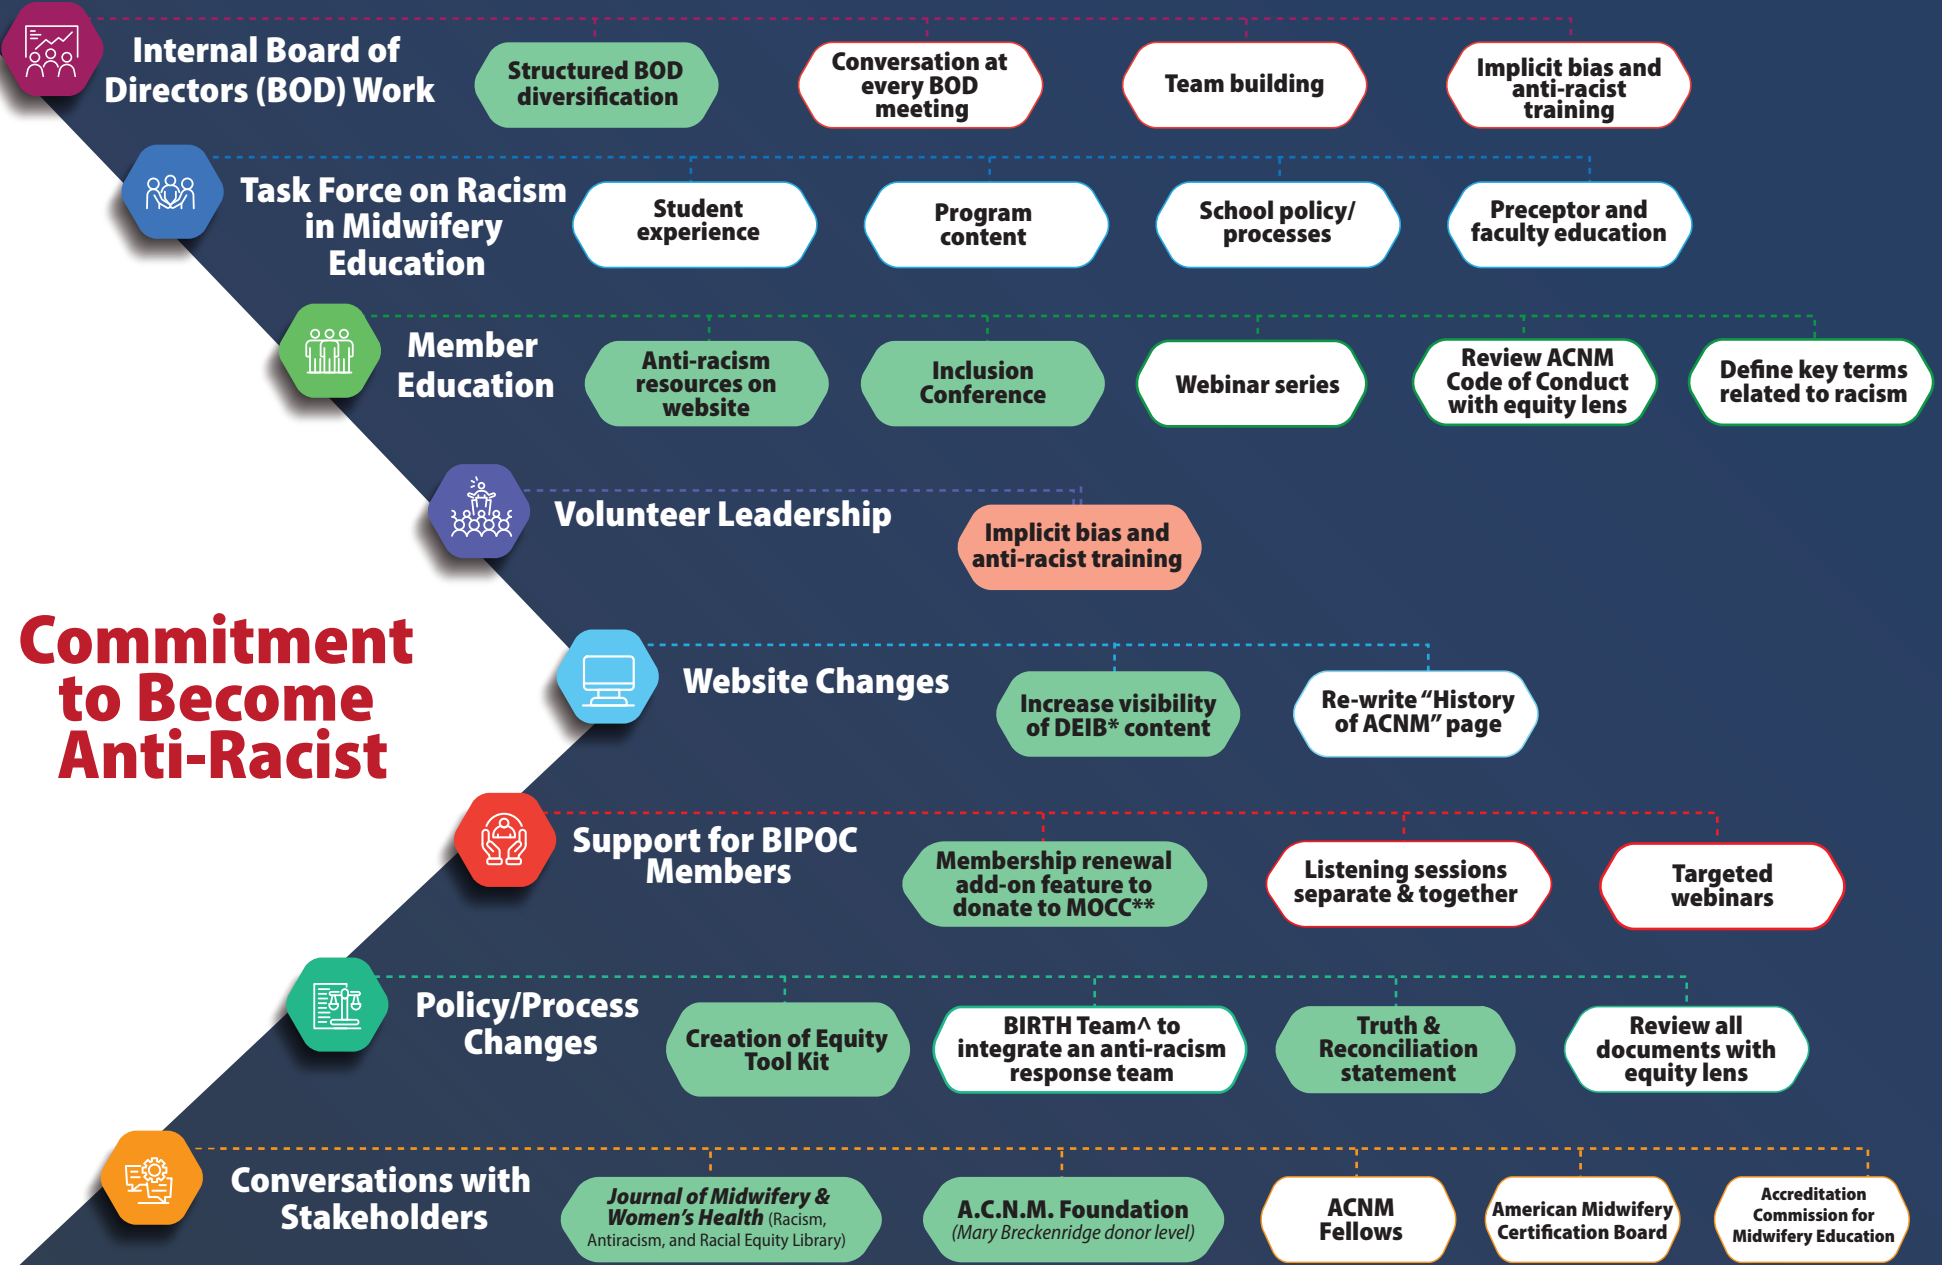 Internal Board of
Directors (BOD) Work
Structured BOD
diversification
Conversation at
every BOD
meeting
Team building
Implicit bias and
anti-racist
training
Task Force on Racism
in Midwifery
Education
Student
experience
Program
content
School policy/
processes
Preceptor and
faculty education
Member
Education
Anti-racism
resources on
website
Inclusion
Conference
Webinar series
Review ACNM
Code of Conduct
with equity lens
Define key terms
related to racism
Volunteer Leadership
Implicit bias and
anti-racist training
Commitment
to Become
Anti-Racist
Website Changes
Increase visibility
of DEIB* content
Re-write “History
of ACNM” page
Support for BIPOC
Members
Membership renewal
add-on feature to
donate to MOCC**
Listening sessions
separate & together
Targeted
webinars
Policy/Process
Changes
Creation of Equity
Tool Kit
BIRTH Team^ to
integrate an anti-racism
response team
Truth &
Reconciliation
statement
Review all
documents with
equity lens
Conversations with
Stakeholders
Journal of Midwifery &
Women’s Health (Racism,
Antiracism, and Racial Equity Library)
A.C.N.M. Foundation
(Mary Breckenridge donor level)
ACNM
Fellows
American Midwifery
Certification Board
Accreditation
Commission for
Midwifery Education